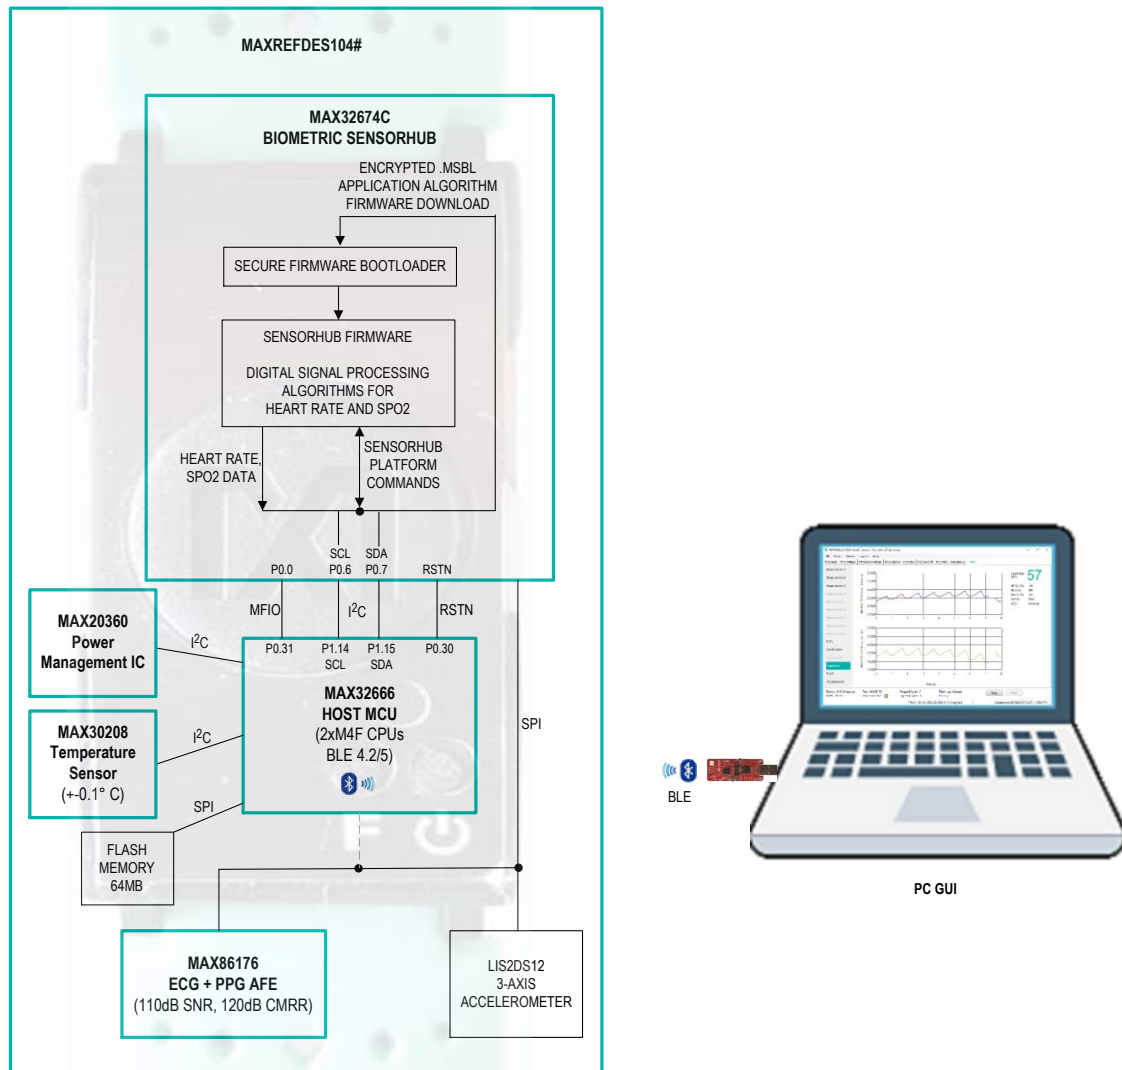 MAXREFDES104#
MAX32674C
BIOMETRIC SENSORHUB
ENCRYPTED .MSBL
APPLICATION ALGORITHM
FIRMWARE DOWNLOAD
SECURE FIRMWARE BOOTLOADER
SENSORHUB FIRMWARE
DIGITAL SIGNAL PROCESSING
ALGORITHMS FOR
HEART RATE AND SPO2
HEART RATE,
SPO2 DATA
SENSORHUB
PLATFORM
COMMANDS
SCL SDA
P0.0 P0.6 P0.7 RSTN
MFIO I²C RSTN
MAX20360
Power
Management IC
I²C
P0.31 P1.14 P1.15 P0.30
SCL SDA
MAX32666
HOST MCU
(2xM4F CPUs
BLE 4.2/5)
SPI
MAX30208
Temperature
Sensor
(+-0.1° C)
I²C
SPI
FLASH
MEMORY
64MB
F
MAX86176
ECG + PPG AFE
(110dB SNR, 120dB CMRR)
LIS2DS12
3-AXIS
ACCELEROMETER
57
BLE
PC GUI